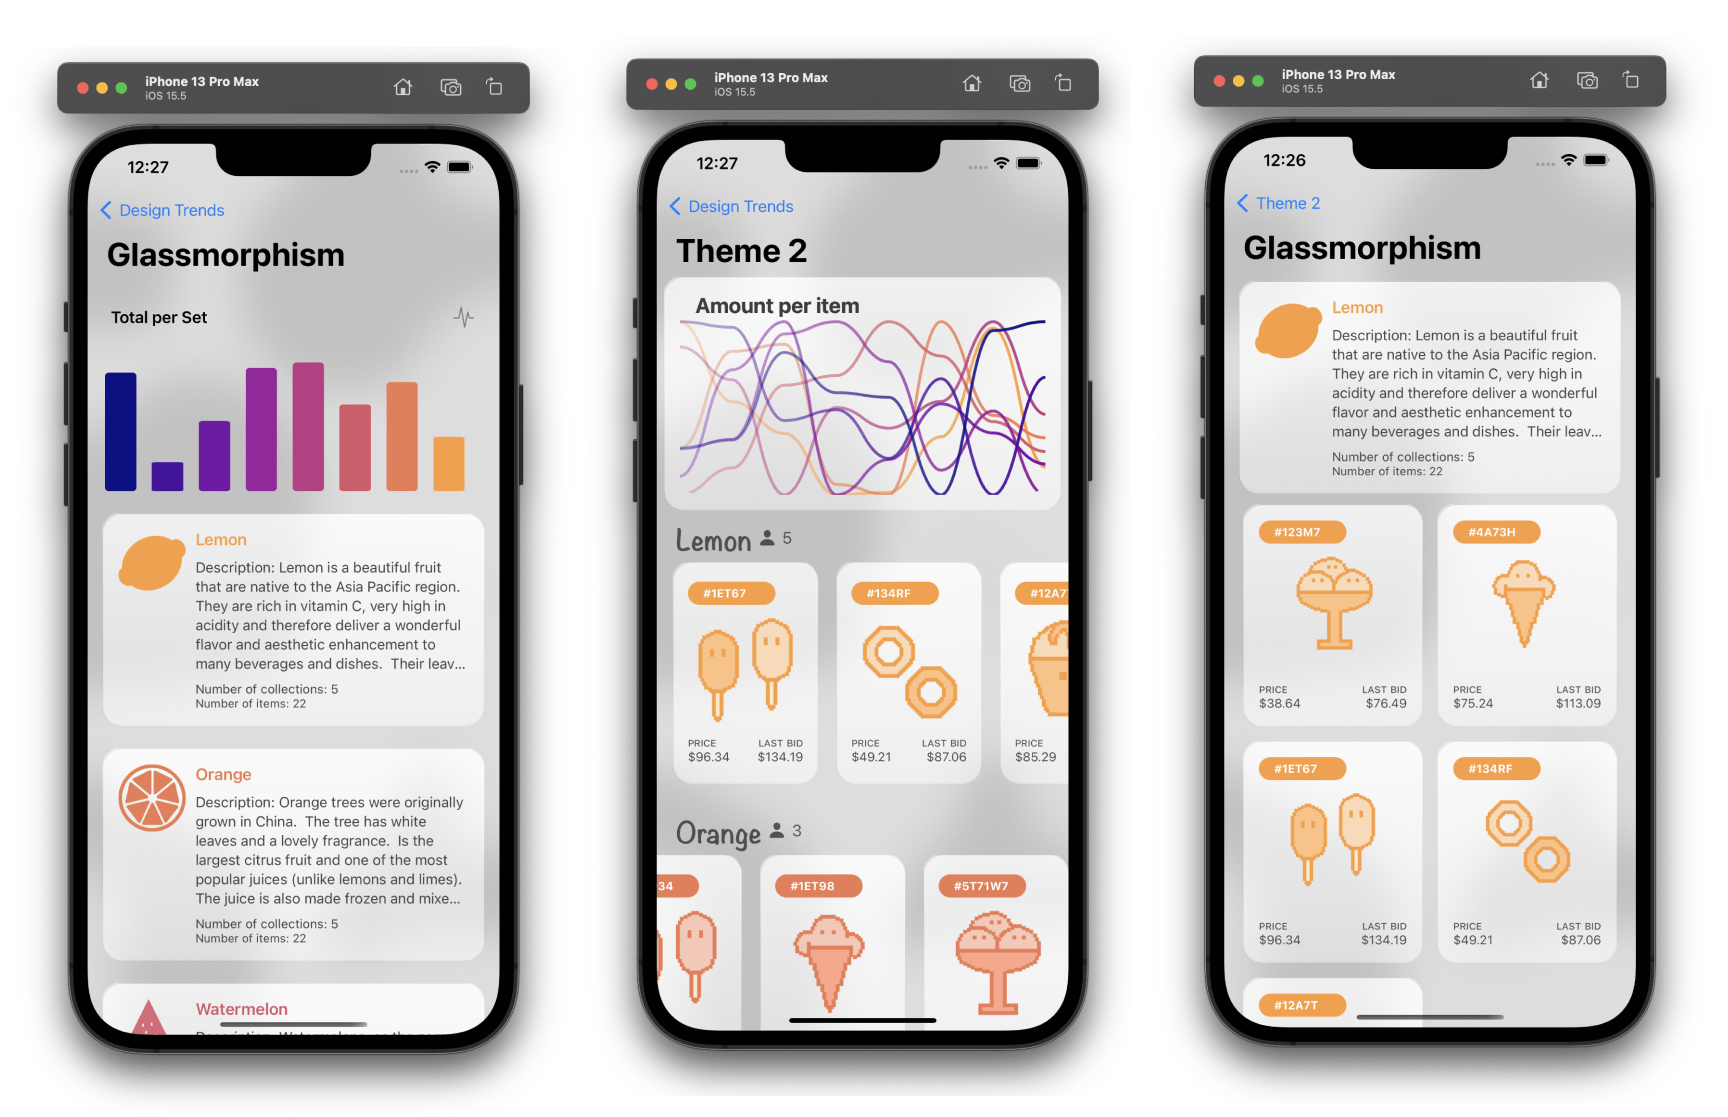 iPhone 13 Pro Max
iOS 15.5
12:27
Design Trends
Glassmorphism
Total per Set
Lemon
Description: Lemon is a beautiful fruit
that are native to the Asia Pacific region.
They are rich in vitamin C, very high in
acidity and therefore deliver a wonderful
flavor and aesthetic enhancement to
many beverages and dishes.  Their leav...
Number of collections: 5
Number of items: 22
Orange
Description: Orange trees were originally
grown in China.  The tree has white
leaves and a lovely fragrance.  Is the
largest citrus fruit and one of the most
popular juices (unlike lemons and limes).
The juice is also made frozen and mixe...
Number of collections: 5
Number of items: 22
Watermelon
iPhone 13 Pro Max
iOS 15.5
12:27
Design Trends
Theme 2
Amount per item
Lemon 5
#1ET67 #134RF #12A7
PRICE LAST BID PRICE LAST BID PRICE
$96.34 $134.19 $49.21 $87.06 $85.29
Orange 3
34 #1ET98 #5T71W7
iPhone 13 Pro Max
iOS 15.5
12:26
Theme 2
Glassmorphism
Lemon
Description: Lemon is a beautiful fruit
that are native to the Asia Pacific region.
They are rich in vitamin C, very high in
acidity and therefore deliver a wonderful
flavor and aesthetic enhancement to
many beverages and dishes.  Their leav...
Number of collections: 5
Number of items: 22
#123M7 #4A73H
PRICE LAST BID PRICE LAST BID
$38.64 $76.49 $75.24 $113.09
#1ET67 #134RF
PRICE LAST BID PRICE LAST BID
$96.34 $134.19 $49.21 $87.06
#12A7T